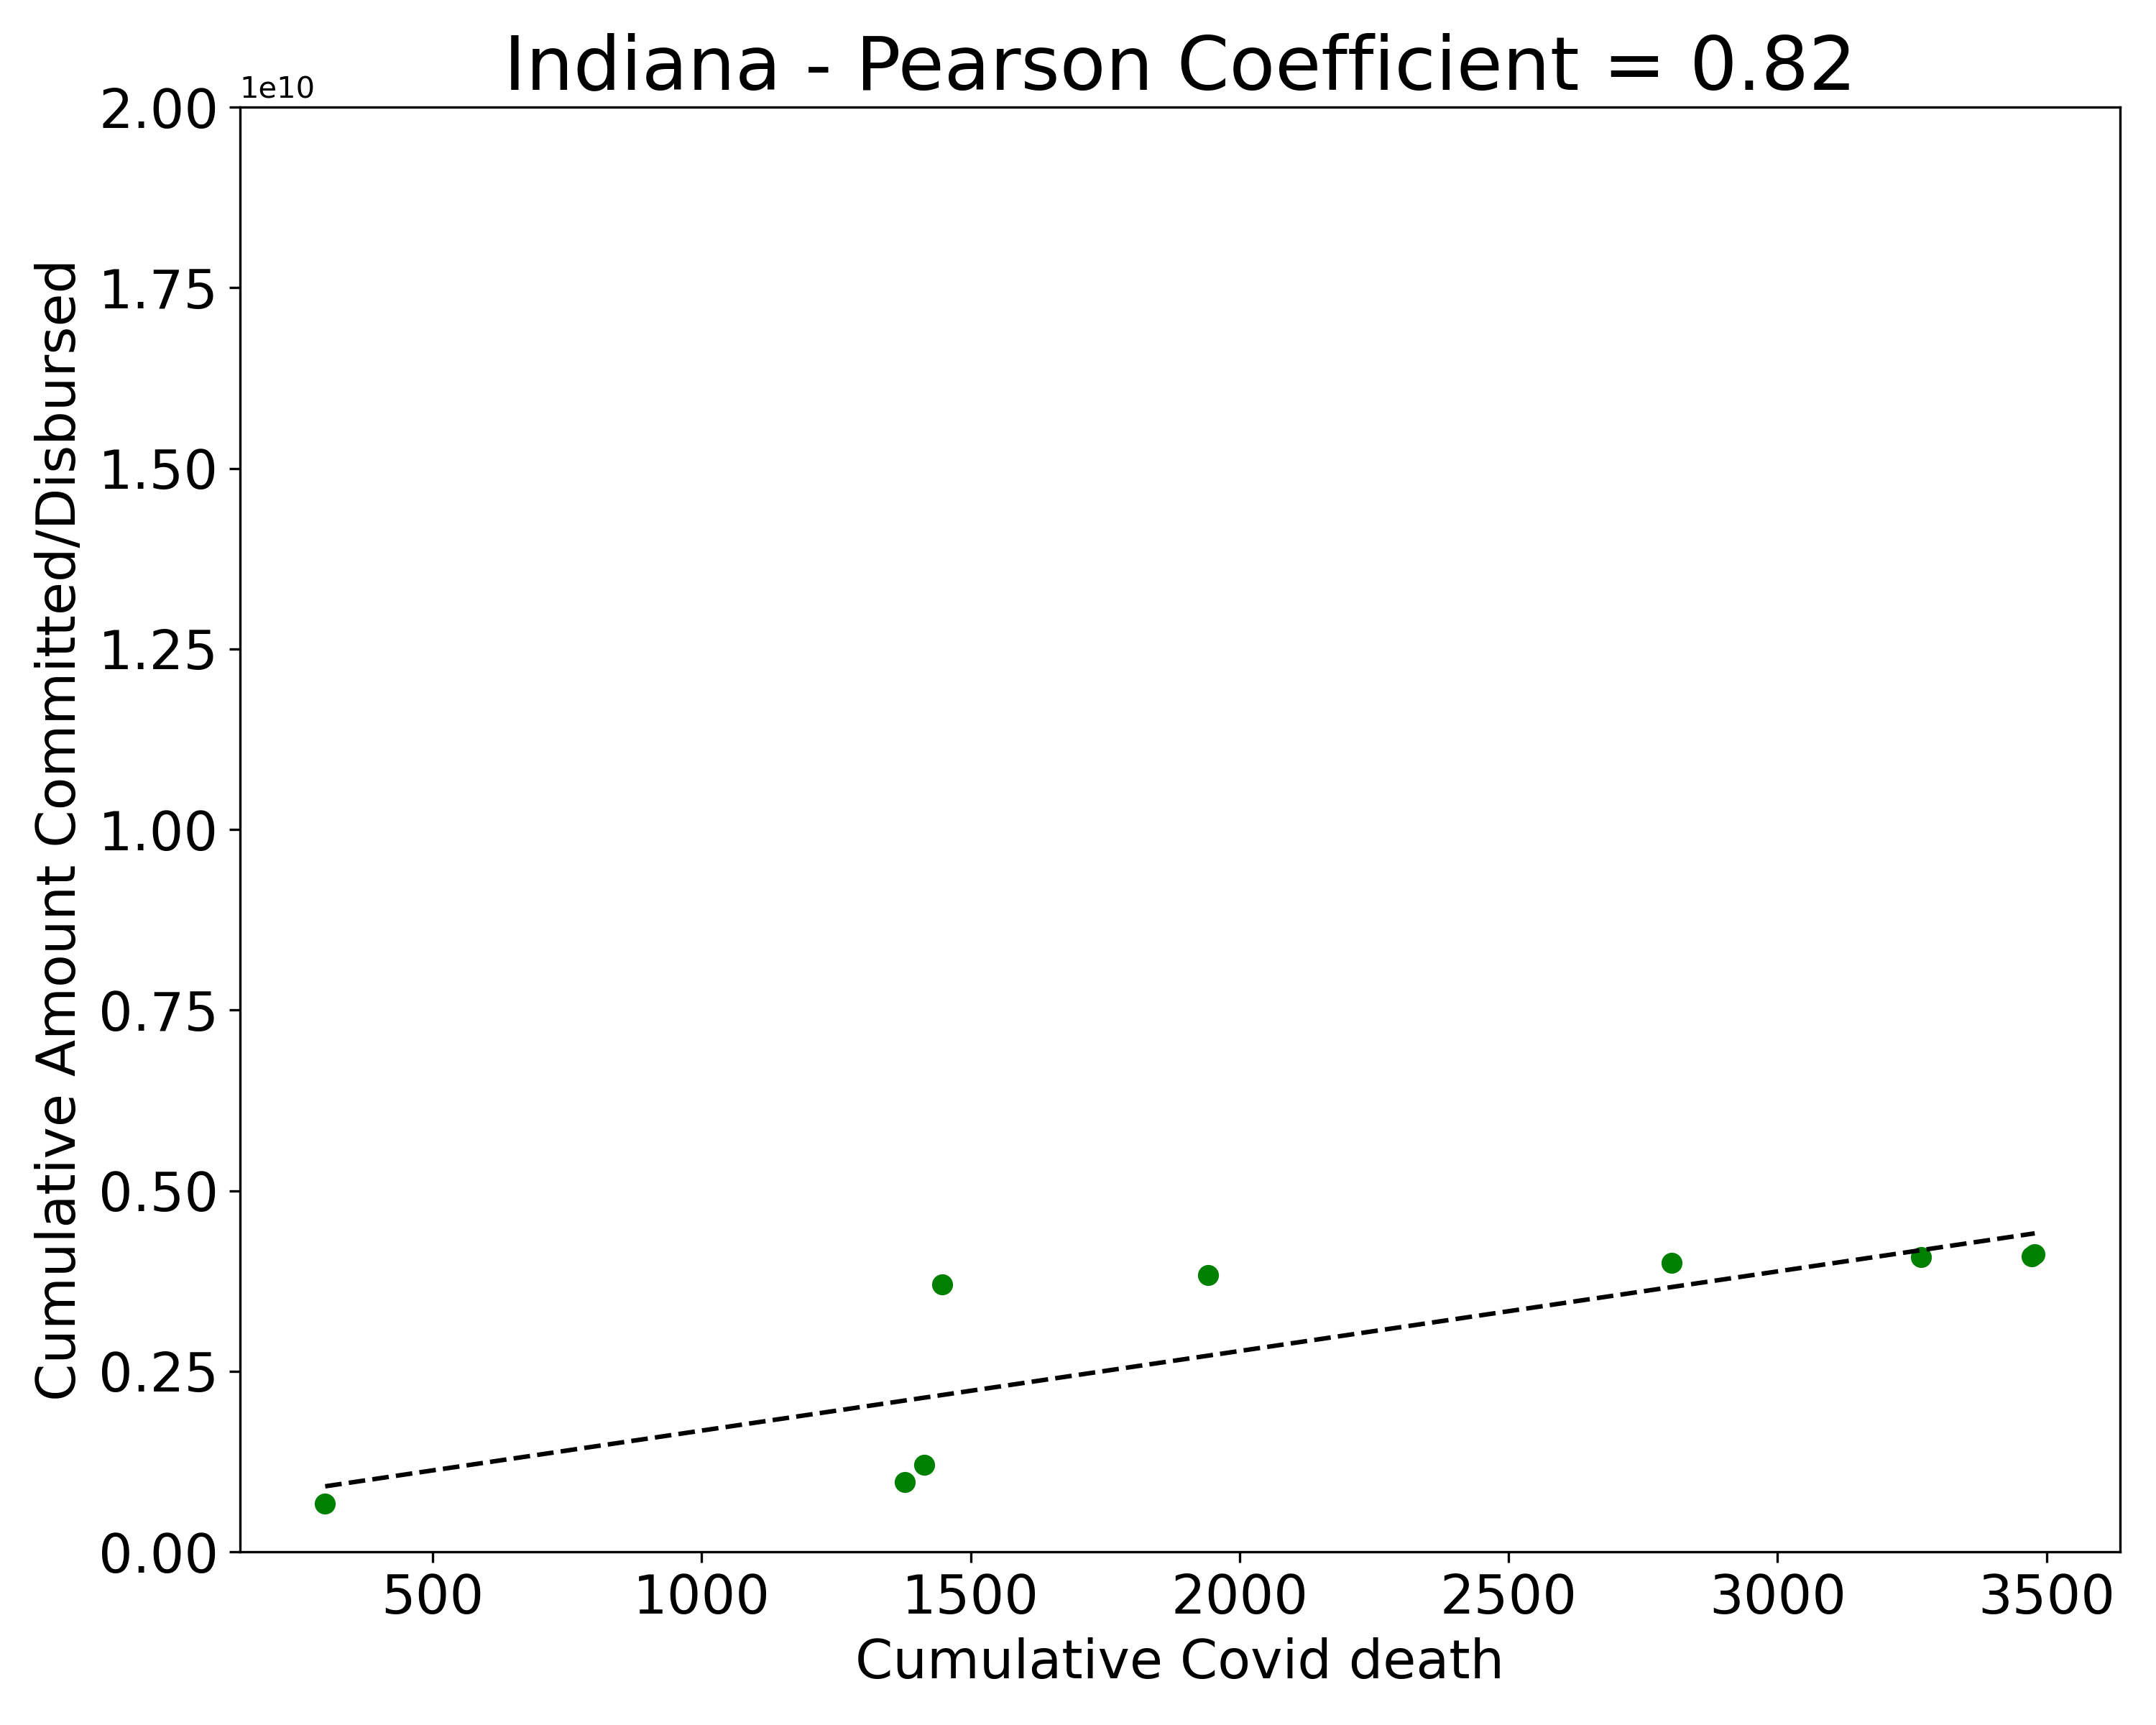 Indiana - Pearson Coefficient = 0.82
1e10
2.00
1.75
1.50
1.25
1.00
0.75
0.50
0.25
0.00
Cumulative Amount Committed/Disbursed
500 1000 1500 2000 2500 3000 3500
Cumulative Covid death